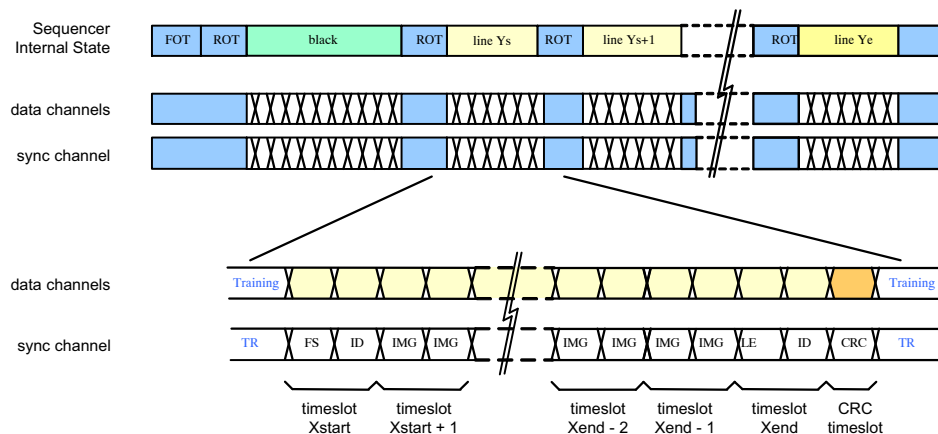 Sequencer
Internal State
FOT ROT black ROT line Ys ROT line Ys+1 ROT line Ye
data channels
sync channel
data channels
Training Training
sync channel
TR FS ID IMG IMG IMG IMG IMG IMG LE ID CRC TR
timeslot timeslot timeslot timeslot timeslot CRC
Xstart Xstart + 1 Xend - 2 Xend - 1 Xend timeslot